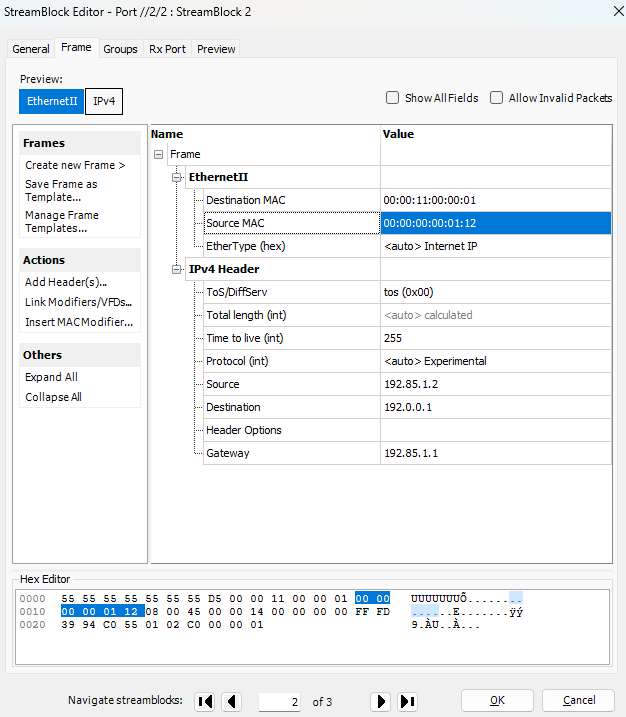 StreamBlock Editor - Port //2/2 : StreamBlock 2
General Frame Groups Rx Port Preview
Preview:
EthernetII IPv4
Show All Fields Allow Invalid Packets
Frames
Create new Frame >
Save Frame as
Template...
Manage Frame
Templates...
Actions
Add Header(s)...
Link Modifiers/VFDs...
Insert MAC Modifier...
Others
Expand All
Collapse All
Name Value
Frame
EthernetII
Destination MAC 00:00:11:00:00:01
Source MAC 00:00:00:00:01:12
EtherType (hex) <auto> Internet IP
IPv4 Header
ToS/DiffServ tos (0x00)
Total length (int) <auto> calculated
Time to live (int) 255
Protocol (int) <auto> Experimental
Source 192.85.1.2
Destination 192.0.0.1
Header Options
Gateway 192.85.1.1
Hex Editor
0000 55 55 55 55 55 55 55 D5 00 00 11 00 00 01 00 00 UUUUUUUÕ........
0010 00 00 01 12 08 00 45 00 00 14 00 00 00 00 FF FD ......E.......ÿý
0020 39 94 C0 55 01 02 C0 00 00 01 9.ÀU..À...
Navigate streamblocks: 2 of 3
OK Cancel